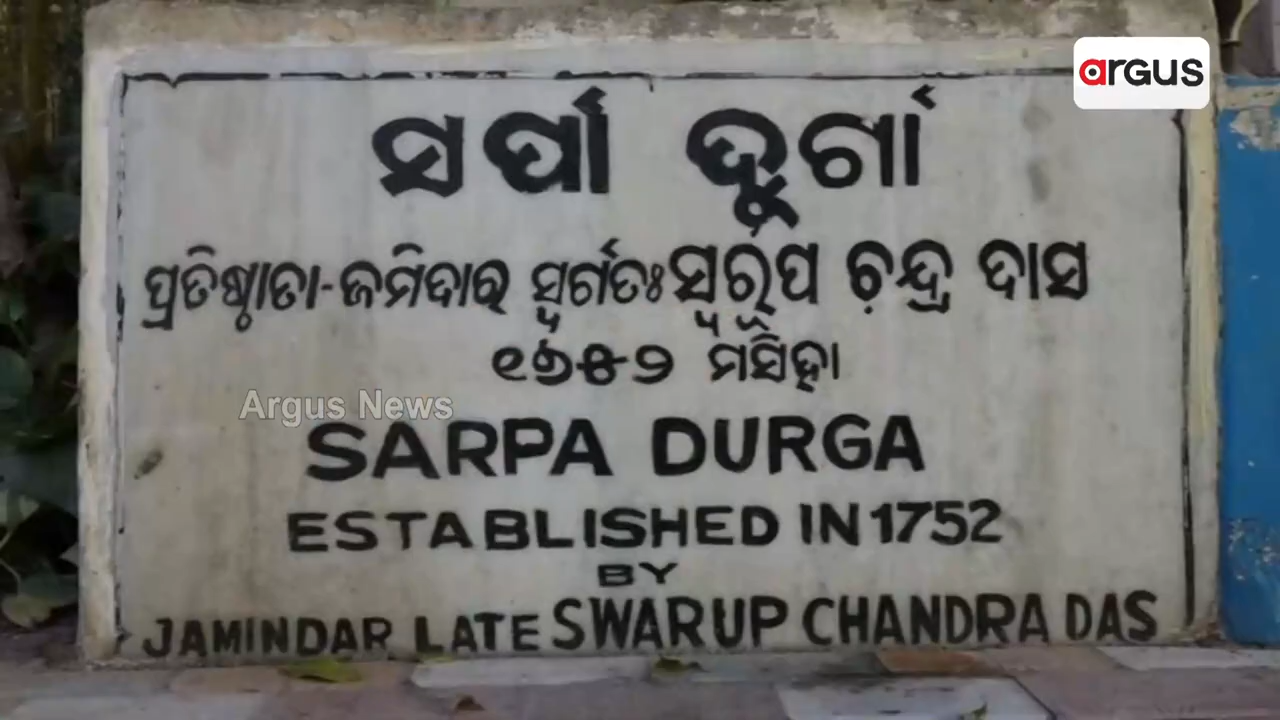 argus
ସର୍ପା ଦୁର୍ଗା
ପ୍ରତିଷ୍ଠାତା-ଜମିଦାର ସ୍ୱର୍ଗତଃ ସ୍ୱରୂପ ଚନ୍ଦ୍ର ଦାସ
୧୭୫୨ ମସିହା
Argus News
SARPA DURGA
ESTABLISHED IN 1752
BY
JAMINDAR LATE SWARUP CHANDRA DAS